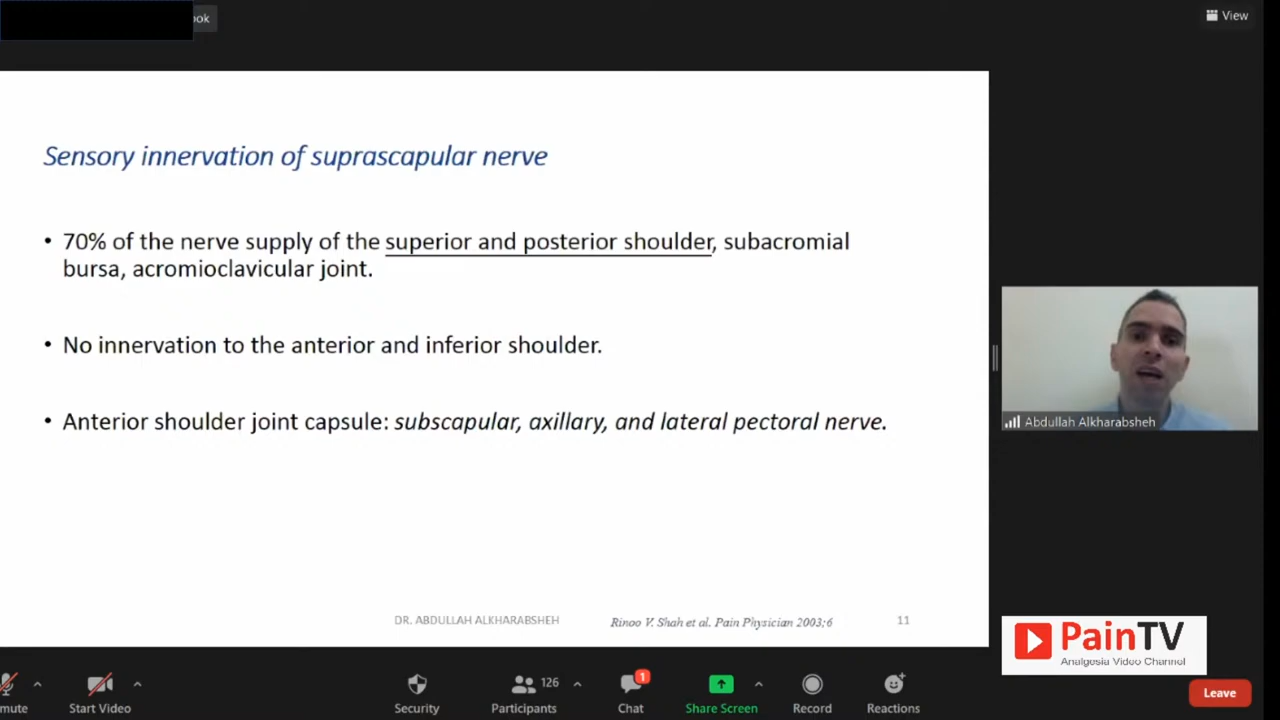 ook
View
Sensory innervation of suprascapular nerve
• 70% of the nerve supply of the superior and posterior shoulder, subacromial
bursa, acromioclavicular joint.
• No innervation to the anterior and inferior shoulder.
• Anterior shoulder joint capsule: subscapular, axillary, and lateral pectoral nerve.
Abdullah Alkharabsheh
DR. ABDULLAH ALKHARABSHEH Rinoo V. Shah et al. Pain Physician 2003;6 11
PainTV
Analgesia Video Channel
mute Start Video Security Participants 126 Chat 1 Share Screen Record Reactions Leave